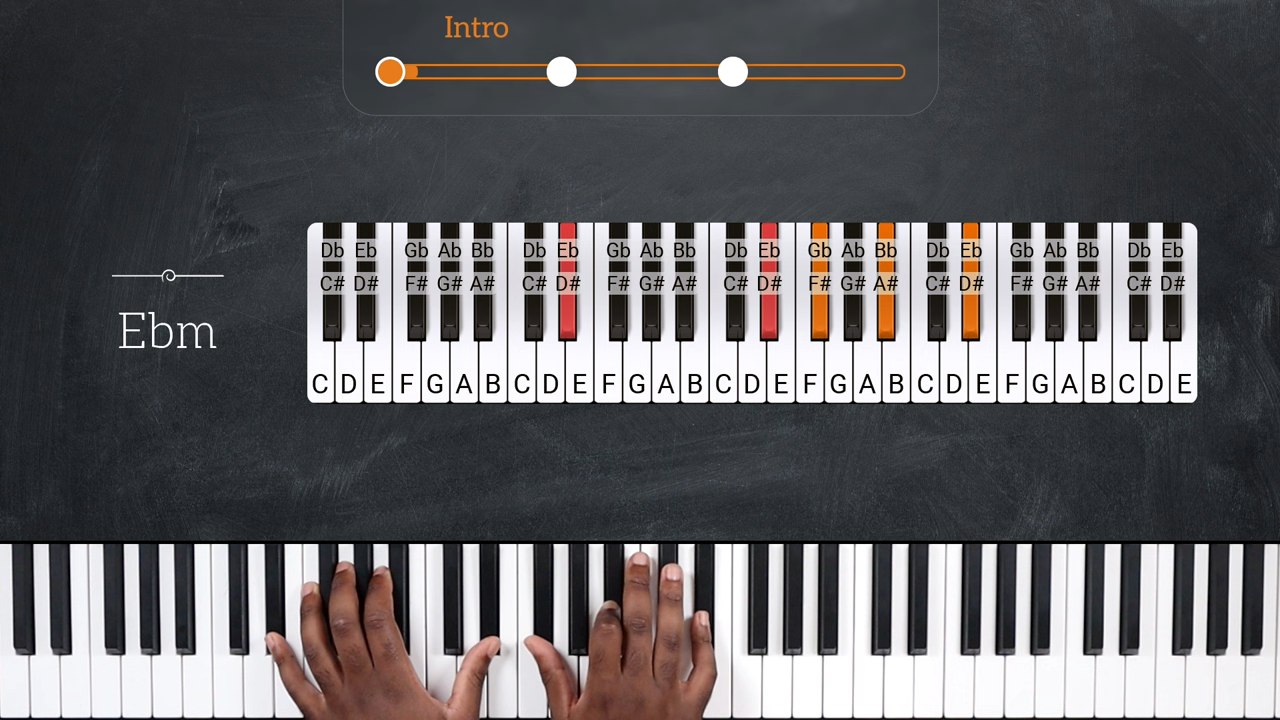 Intro
Ebm
Db Eb Gb Ab Bb Db Eb Gb Ab Bb Db Eb Gb Ab Bb Db Eb Gb Ab Bb Db Eb
C# D# F# G# A# C# D# F# G# A# C# D# F# G# A# C# D# F# G# A# C# D#
C D E F G A B C D E F G A B C D E F G A B C D E F G A B C D E